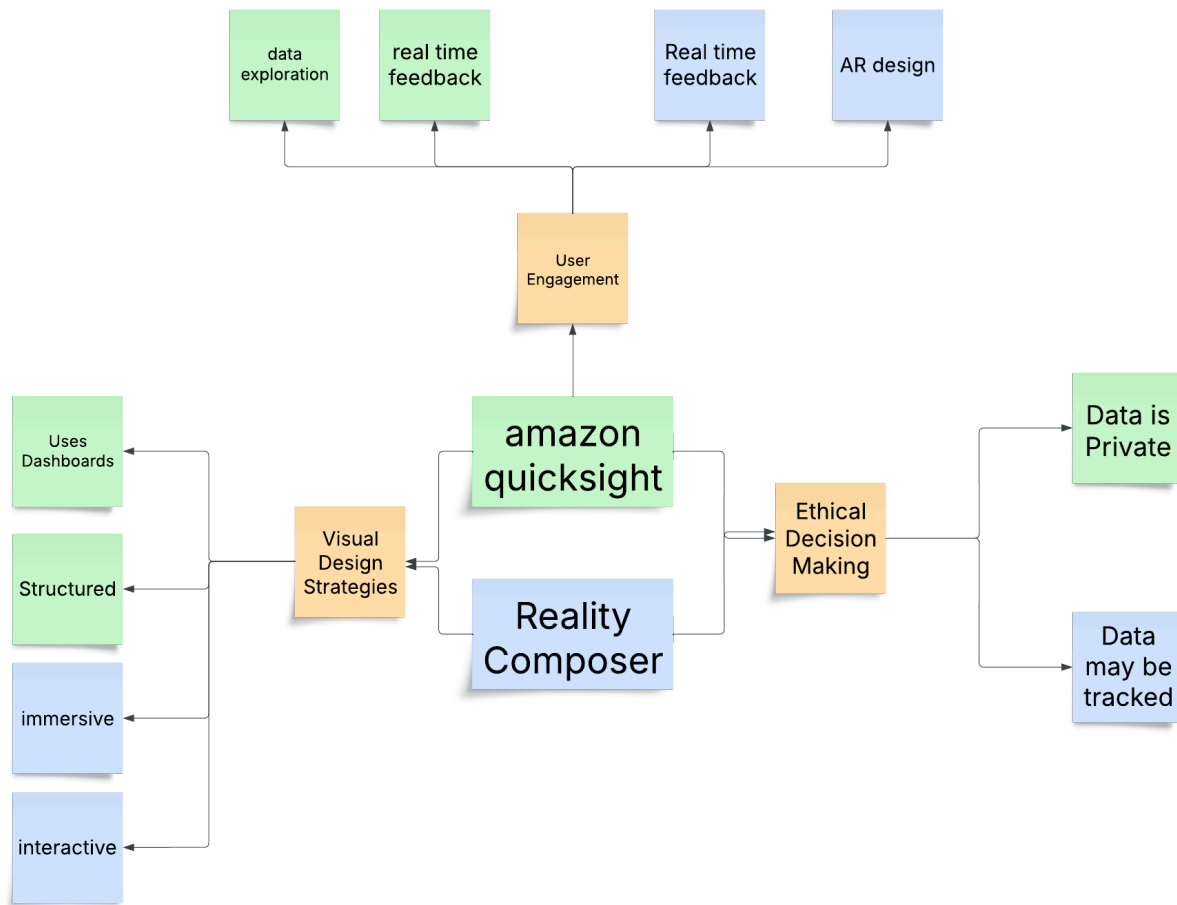 data
exploration
real time
feedback
Real time
feedback
AR design
User
Engagement
amazon
quicksight
Data is
Private
Uses
Dashboards
Ethical
Decision
Making
Visual
Design
Strategies
Structured
Reality
Composer
Data
may be
tracked
immersive
interactive